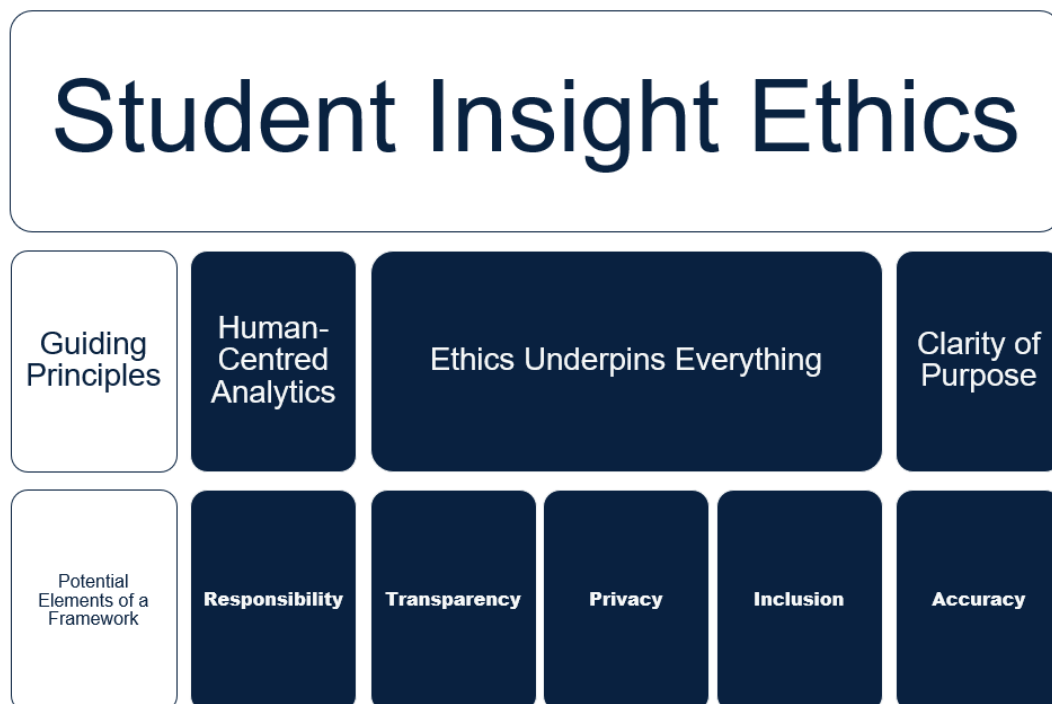 Student Insight Ethics
Guiding
Principles
Human-
Centred
Analytics
Ethics Underpins Everything
Clarity of
Purpose
Potential
Elements of a
Framework
Responsibility
Transparency
Privacy
Inclusion
Accuracy